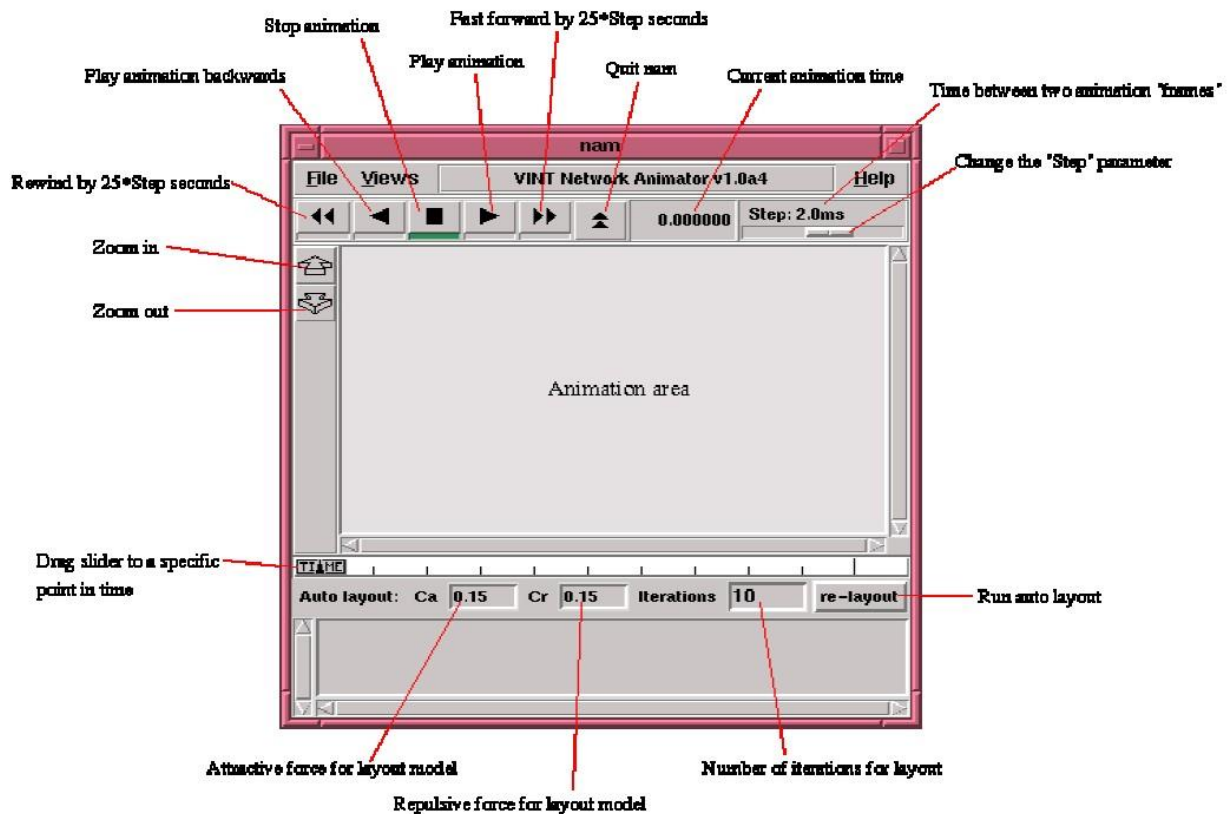 Fast forward by 25*Step seconds
Stop animation
Play animation
Quit nam
Play animation backwards
Current animation time
Time between two animation "frames"
nam
Change the "Step" parameter
File Views VINT Network Animator v1.0a4 Help
Rewind by 25*Step seconds
0.000000 Step: 2.0ms
Zoom in
Zoom out
Animation area
Drag slider to a specific
point in time
TIME
Auto layout: Ca 0.15 Cr 0.15 Iterations 10 re-layout
Run auto layout
Attractive force for layout model
Number of iterations for layout
Repulsive force for layout model